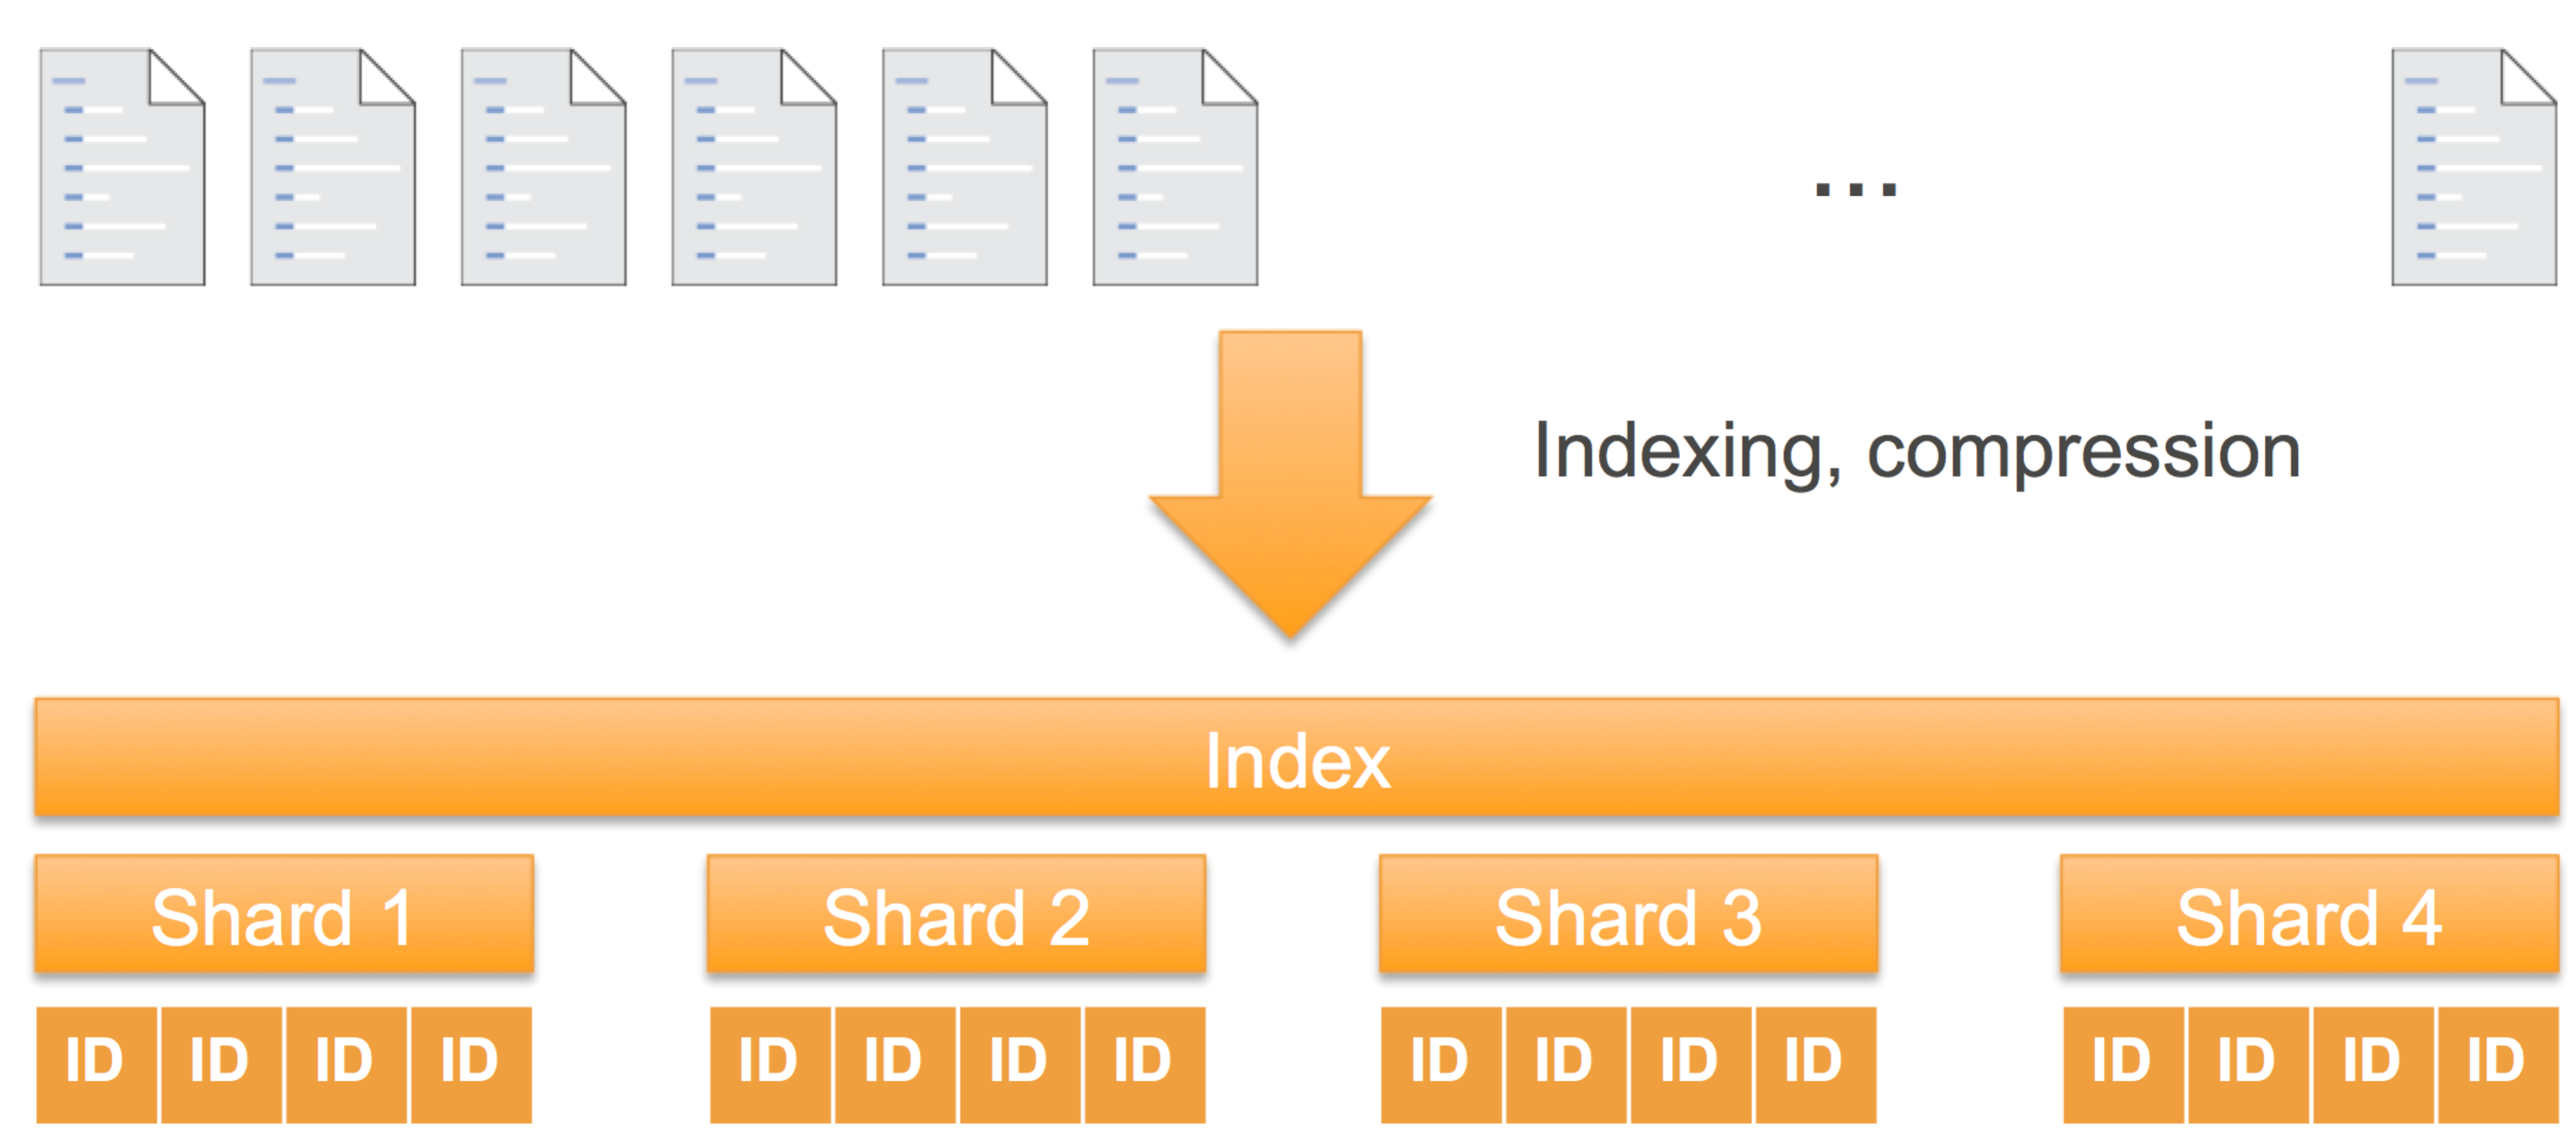 ...
Indexing, compression
Index
Shard 1 Shard 2 Shard 3 Shard 4
ID ID ID ID ID ID ID ID ID ID ID ID ID ID ID ID